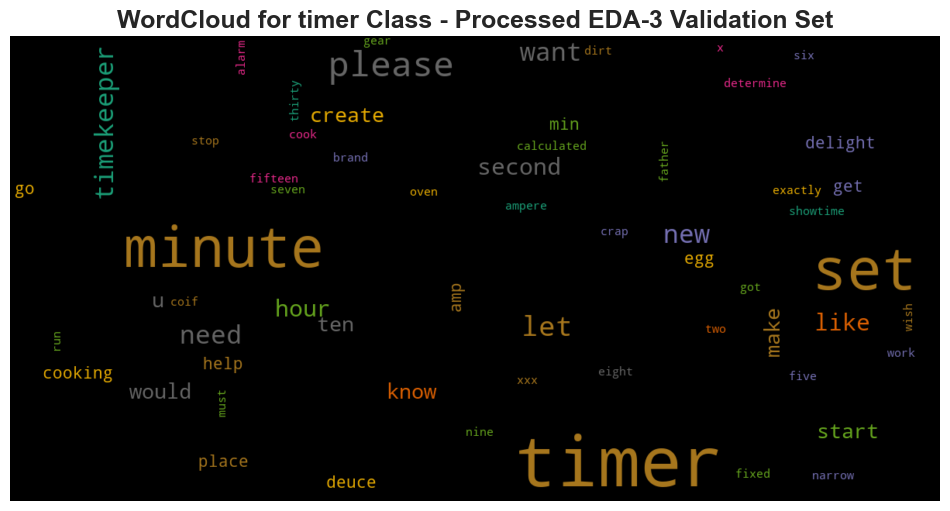 WordCloud for timer Class - Processed EDA-3 Validation Set
gear
alarm
please
want
dirt
x
six
timekeeper
thirty
determine
create
cook
min
stop
calculated
delight
brand
second
father
go
fifteen
seven
oven
exactly
get
ampere
showtime
minute
crap
new
egg
set
u
coif
hour
amp
got
ten
let
two
make
like
wish
run
need
help
work
cooking
xxx
eight
five
would
know
must
nine
start
place
timer
deuce
fixed
narrow